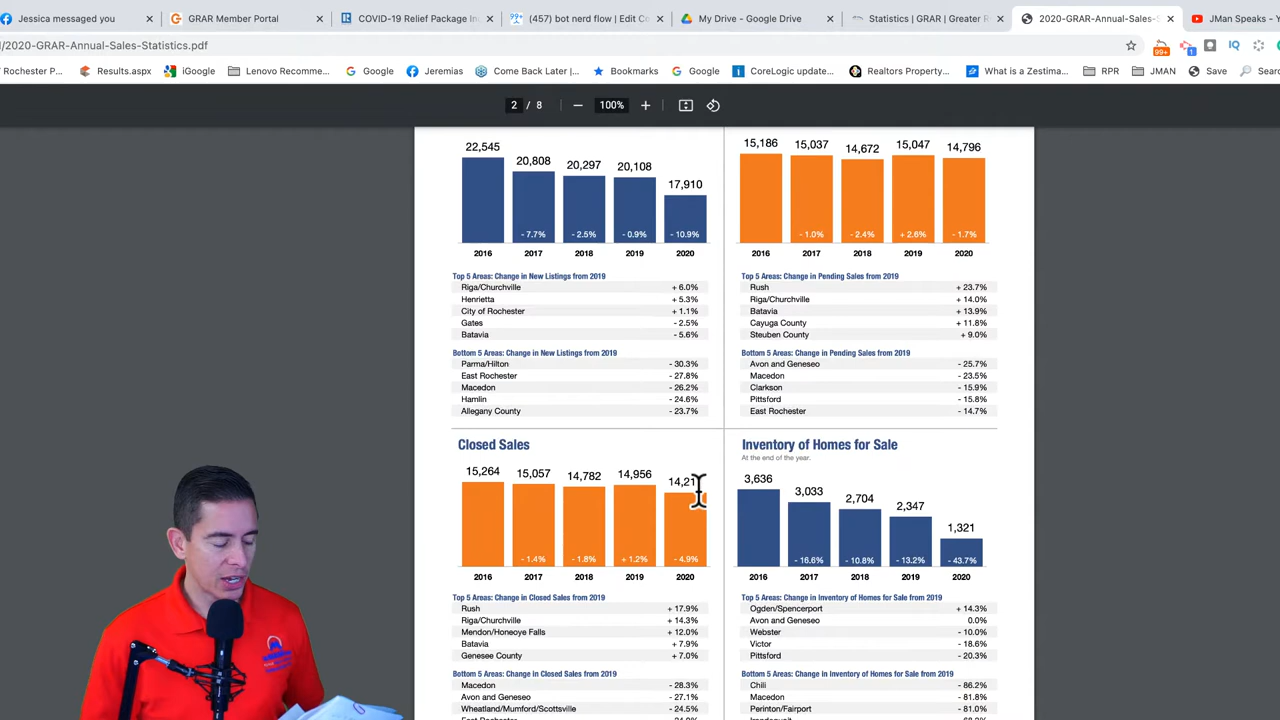 Jessica messaged you
GRAR Member Portal
COVID-19 Relief Package In
(457) bot nerd flow | Edit Co
My Drive - Google Drive
Statistics | GRAR | Greater R
2020-GRAR-Annual-Sales-S
JMan Speaks - Y
/2020-GRAR-Annual-Sales-Statistics.pdf
Rochester P...
Results.aspx
iGoogle
Lenovo Recomme...
Google
Jeremias
Come Back Later |...
Bookmarks
Google
CoreLogic update...
Realtors Property...
What is a Zestima...
RPR
JMAN
Save
Search
2 / 8
100%
22,545
20,808
20,297
20,108
17,910
- 7.7%
- 2.5%
- 0.9%
- 10.9%
2016 2017 2018 2019 2020
Top 5 Areas: Change in New Listings from 2019
Riga/Churchville + 6.0%
Henrietta + 5.3%
City of Rochester + 1.1%
Gates - 2.5%
Batavia - 5.6%
Bottom 5 Areas: Change in New Listings from 2019
Parma/Hilton - 30.3%
East Rochester - 27.8%
Macedon - 26.2%
Hamlin - 24.6%
Allegany County - 23.7%
15,186
15,037
14,672
15,047
14,796
- 1.0%
- 2.4%
+ 2.6%
- 1.7%
2016 2017 2018 2019 2020
Top 5 Areas: Change in Pending Sales from 2019
Rush + 23.7%
Riga/Churchville + 14.0%
Batavia + 13.9%
Cayuga County + 11.8%
Steuben County + 9.0%
Bottom 5 Areas: Change in Pending Sales from 2019
Avon and Geneseo - 25.7%
Macedon - 23.5%
Clarkson - 15.9%
Pittsford - 15.8%
East Rochester - 14.7%
Closed Sales
15,264
15,057
14,782
14,956
14,21
- 1.4%
- 1.8%
+ 1.2%
- 4.9%
2016 2017 2018 2019 2020
Top 5 Areas: Change in Closed Sales from 2019
Rush + 17.9%
Riga/Churchville + 14.3%
Mendon/Honeoye Falls + 12.0%
Batavia + 7.9%
Genesee County + 7.0%
Bottom 5 Areas: Change in Closed Sales from 2019
Macedon - 28.3%
Avon and Geneseo - 27.1%
Wheatland/Mumford/Scottsville - 24.5%
Inventory of Homes for Sale
At the end of the year.
3,636
3,033
2,704
2,347
1,321
- 16.6%
- 10.8%
- 13.2%
- 43.7%
2016 2017 2018 2019 2020
Top 5 Areas: Change in Inventory of Homes for Sale from 2019
Ogden/Spencerport + 14.3%
Avon and Geneseo 0.0%
Webster - 10.0%
Victor - 18.6%
Pittsford - 20.3%
Bottom 5 Areas: Change in Inventory of Homes for Sale from 2019
Chili - 86.2%
Macedon - 81.8%
Perinton/Fairport - 81.0%